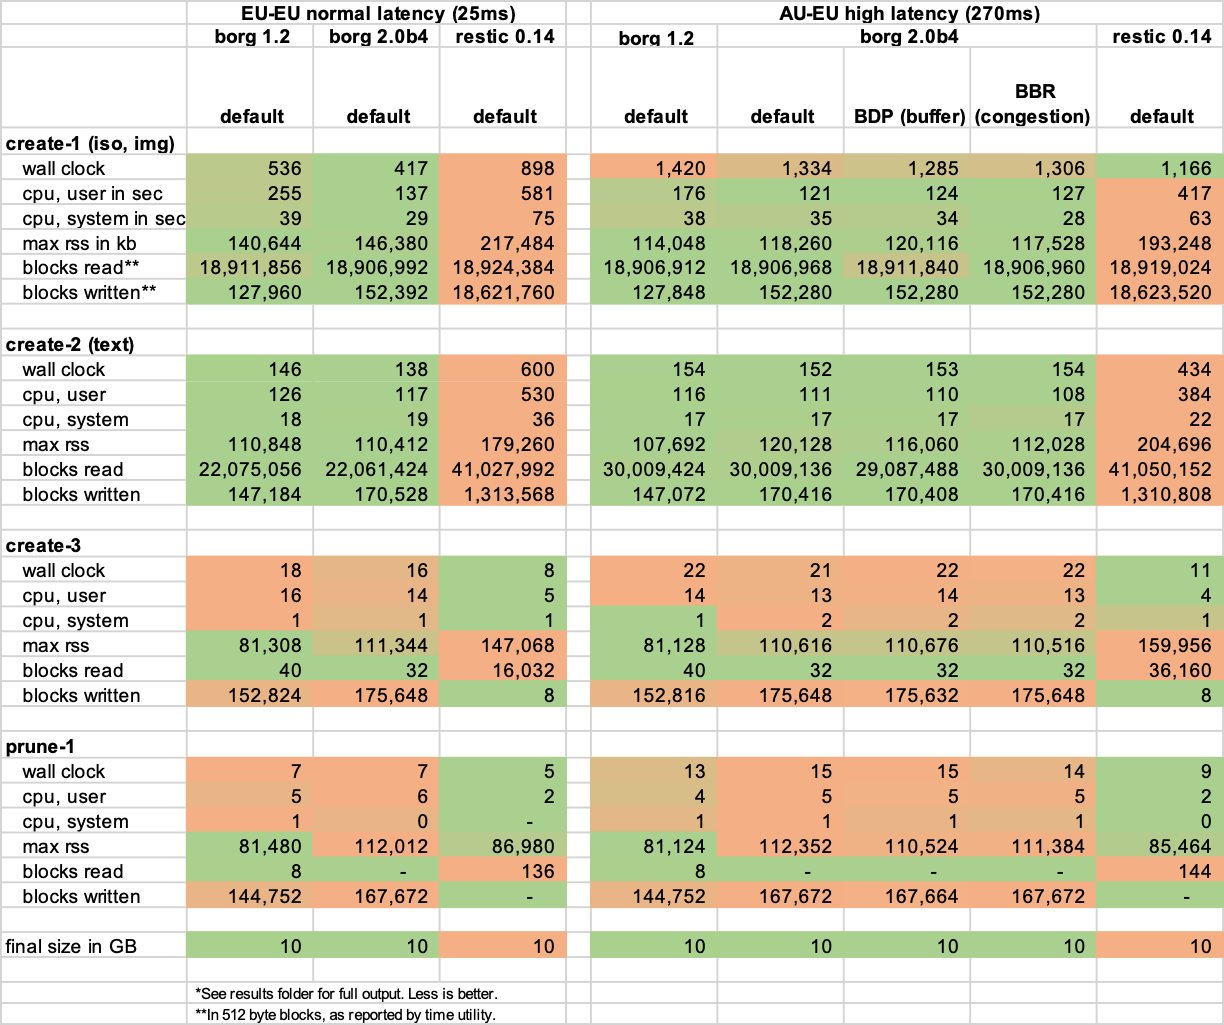 EU-EU normal latency (25ms) AU-EU high latency (270ms)
borg 1.2 borg 2.0b4 restic 0.14 borg 1.2 borg 2.0b4 restic 0.14
default default default default default BDP (buffer) BBR (congestion) default
create-1 (iso, img)
wall clock 536 417 898 1,420 1,334 1,285 1,306 1,166
cpu, user in sec 255 137 581 176 121 124 127 417
cpu, system in sec 39 29 75 38 35 34 28 63
max rss in kb 140,644 146,380 217,484 114,048 118,260 120,116 117,528 193,248
blocks read** 18,911,856 18,906,992 18,924,384 18,906,912 18,906,968 18,911,840 18,906,960 18,919,024
blocks written** 127,960 152,392 18,621,760 127,848 152,280 152,280 152,280 18,623,520
create-2 (text)
wall clock 146 138 600 154 152 153 154 434
cpu, user 126 117 530 116 111 110 108 384
cpu, system 18 19 36 17 17 17 17 22
max rss 110,848 110,412 179,260 107,692 120,128 116,060 112,028 204,696
blocks read 22,075,056 22,061,424 41,027,992 30,009,424 30,009,136 29,087,488 30,009,136 41,050,152
blocks written 147,184 170,528 1,313,568 147,072 170,416 170,408 170,416 1,310,808
create-3
wall clock 18 16 8 22 21 22 22 11
cpu, user 16 14 5 14 13 14 13 4
cpu, system 1 1 1 1 2 2 2 1
max rss 81,308 111,344 147,068 81,128 110,616 110,676 110,516 159,956
blocks read 40 32 16,032 40 32 32 32 36,160
blocks written 152,824 175,648 8 152,816 175,648 175,632 175,648 8
prune-1
wall clock 7 7 5 13 15 15 14 9
cpu, user 5 6 2 4 5 5 5 2
cpu, system 1 0 - 1 1 1 1 0
max rss 81,480 112,012 86,980 81,124 112,352 110,524 111,384 85,464
blocks read 8 - 136 8 - - - 144
blocks written 144,752 167,672 - 144,752 167,672 167,664 167,672 -
final size in GB 10 10 10 10 10 10 10 10
*See results folder for full output. Less is better.
**In 512 byte blocks, as reported by time utility.